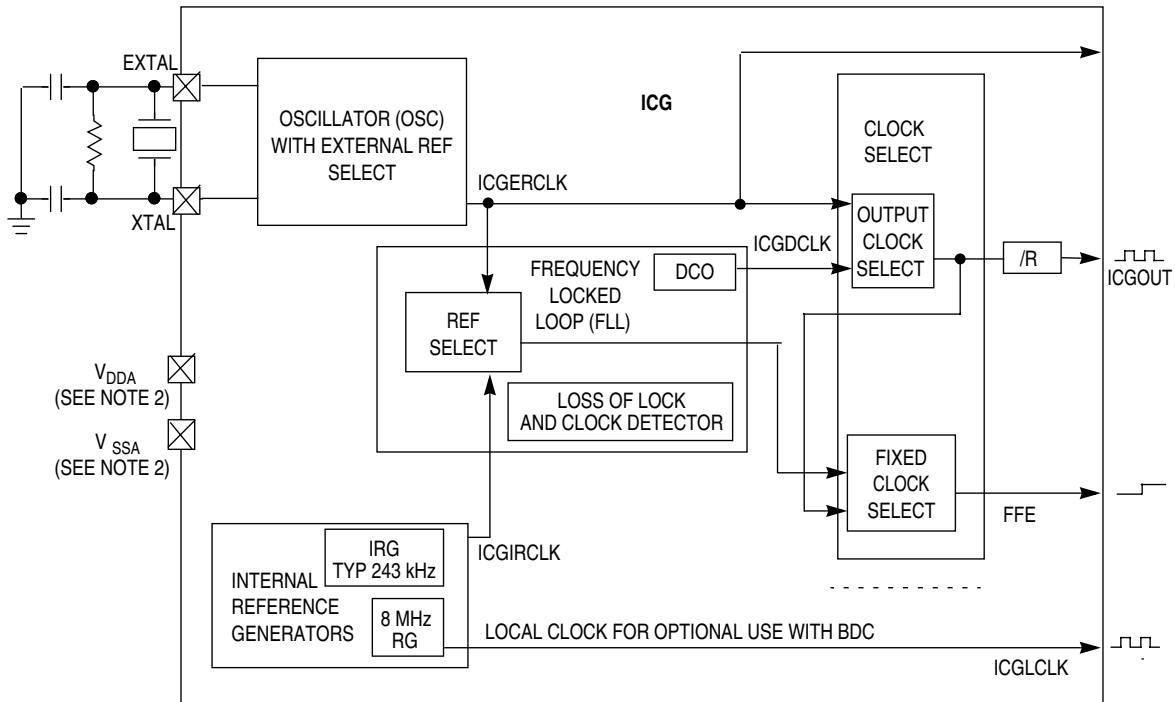 EXTAL
XTAL
OSCILLATOR (OSC)
WITH EXTERNAL REF
SELECT
ICG
ICGERCLK
CLOCK
SELECT
OUTPUT
CLOCK
SELECT
/R
ICGOUT
ICGDCLK
FREQUENCY
LOCKED
LOOP (FLL)
DCO
REF
SELECT
LOSS OF LOCK
AND CLOCK DETECTOR
VDDA
(SEE NOTE 2)
V SSA
(SEE NOTE 2)
FIXED
CLOCK
SELECT
FFE
ICGIRCLK
IRG
TYP 243 kHz
INTERNAL
REFERENCE
GENERATORS
8 MHz
RG
LOCAL CLOCK FOR OPTIONAL USE WITH BDC
ICGLCLK